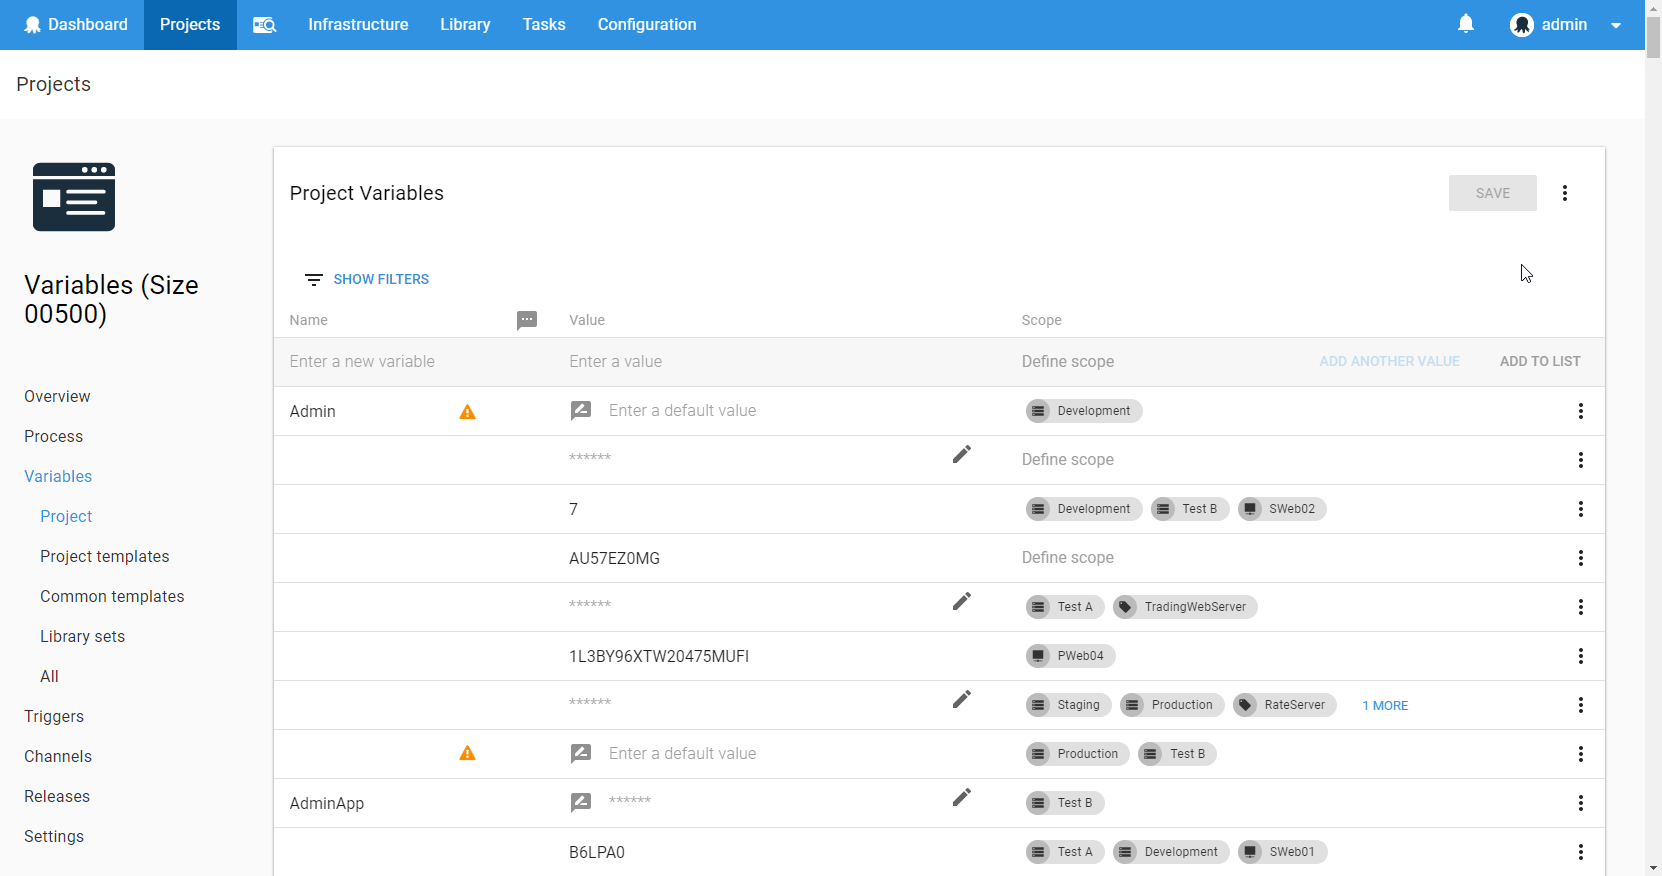 Dashboard Projects Infrastructure Library Tasks Configuration admin
Projects
Variables (Size
00500)
Overview
Process
Variables
Project
Project templates
Common templates
Library sets
All
Triggers
Channels
Releases
Settings
Project Variables SAVE
SHOW FILTERS
Name Value Scope
Enter a new variable Enter a value Define scope ADD ANOTHER VALUE ADD TO LIST
Admin Enter a default value Development
****** Define scope
7 Development Test B SWeb02
AU57EZ0MG Define scope
****** Test A TradingWebServer
1L3BY96XTW20475MUFI PWeb04
****** Staging Production RateServer 1 MORE
Enter a default value Production Test B
AdminApp ****** Test B
B6LPA0 Test A Development SWeb01